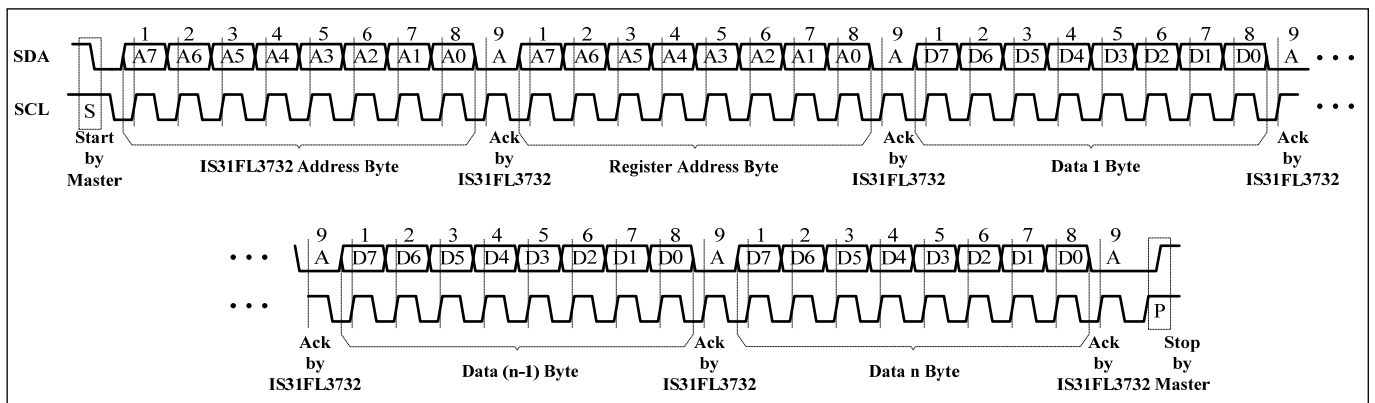 1 2 3 4 5 6 7 8 9 1 2 3 4 5 6 7 8 9 1 2 3 4 5 6 7 8 9
SDA A7 A6 A5 A4 A3 A2 A1 A0 A A7 A6 A5 A4 A3 A2 A1 A0 A D7 D6 D5 D4 D3 D2 D1 D0 A • • •
SCL S • • •
Start by Master
IS31FL3732 Address Byte
Ack by IS31FL3732
Register Address Byte
Ack by IS31FL3732
Data 1 Byte
Ack by IS31FL3732
9 1 2 3 4 5 6 7 8 9 1 2 3 4 5 6 7 8 9
• • • A D7 D6 D5 D4 D3 D2 D1 D0 A D7 D6 D5 D4 D3 D2 D1 D0 A
• • • P
Ack by IS31FL3732
Data (n-1) Byte
Ack by IS31FL3732
Data n Byte
Ack by IS31FL3732
Stop by Master